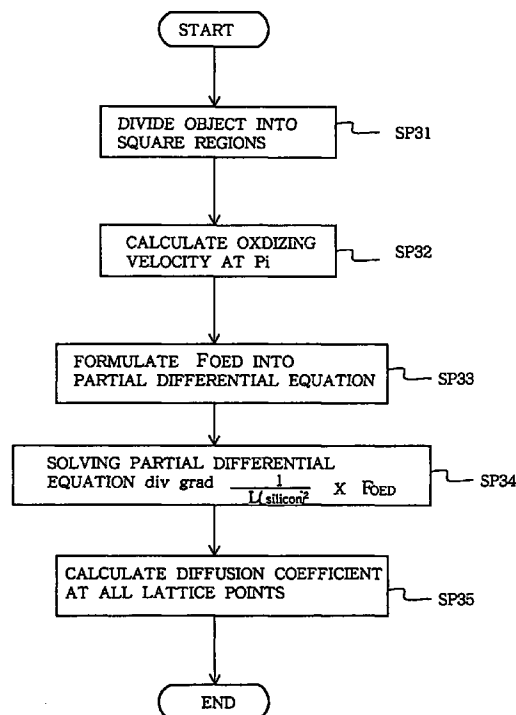 START
DIVIDE OBJECT INTO
SQUARE REGIONS
SP31
CALCULATE OXDIZING
VELOCITY AT Pi
SP32
FORMULATE FOED INTO
PARTIAL DIFFERENTIAL EQUATION
SP33
SOLVING PARTIAL DIFFERENTIAL
EQUATION div grad 1 / L(silicon)² X FOED
SP34
CALCULATE DIFFUSION COEFFICIENT
AT ALL LATTICE POINTS
SP35
END